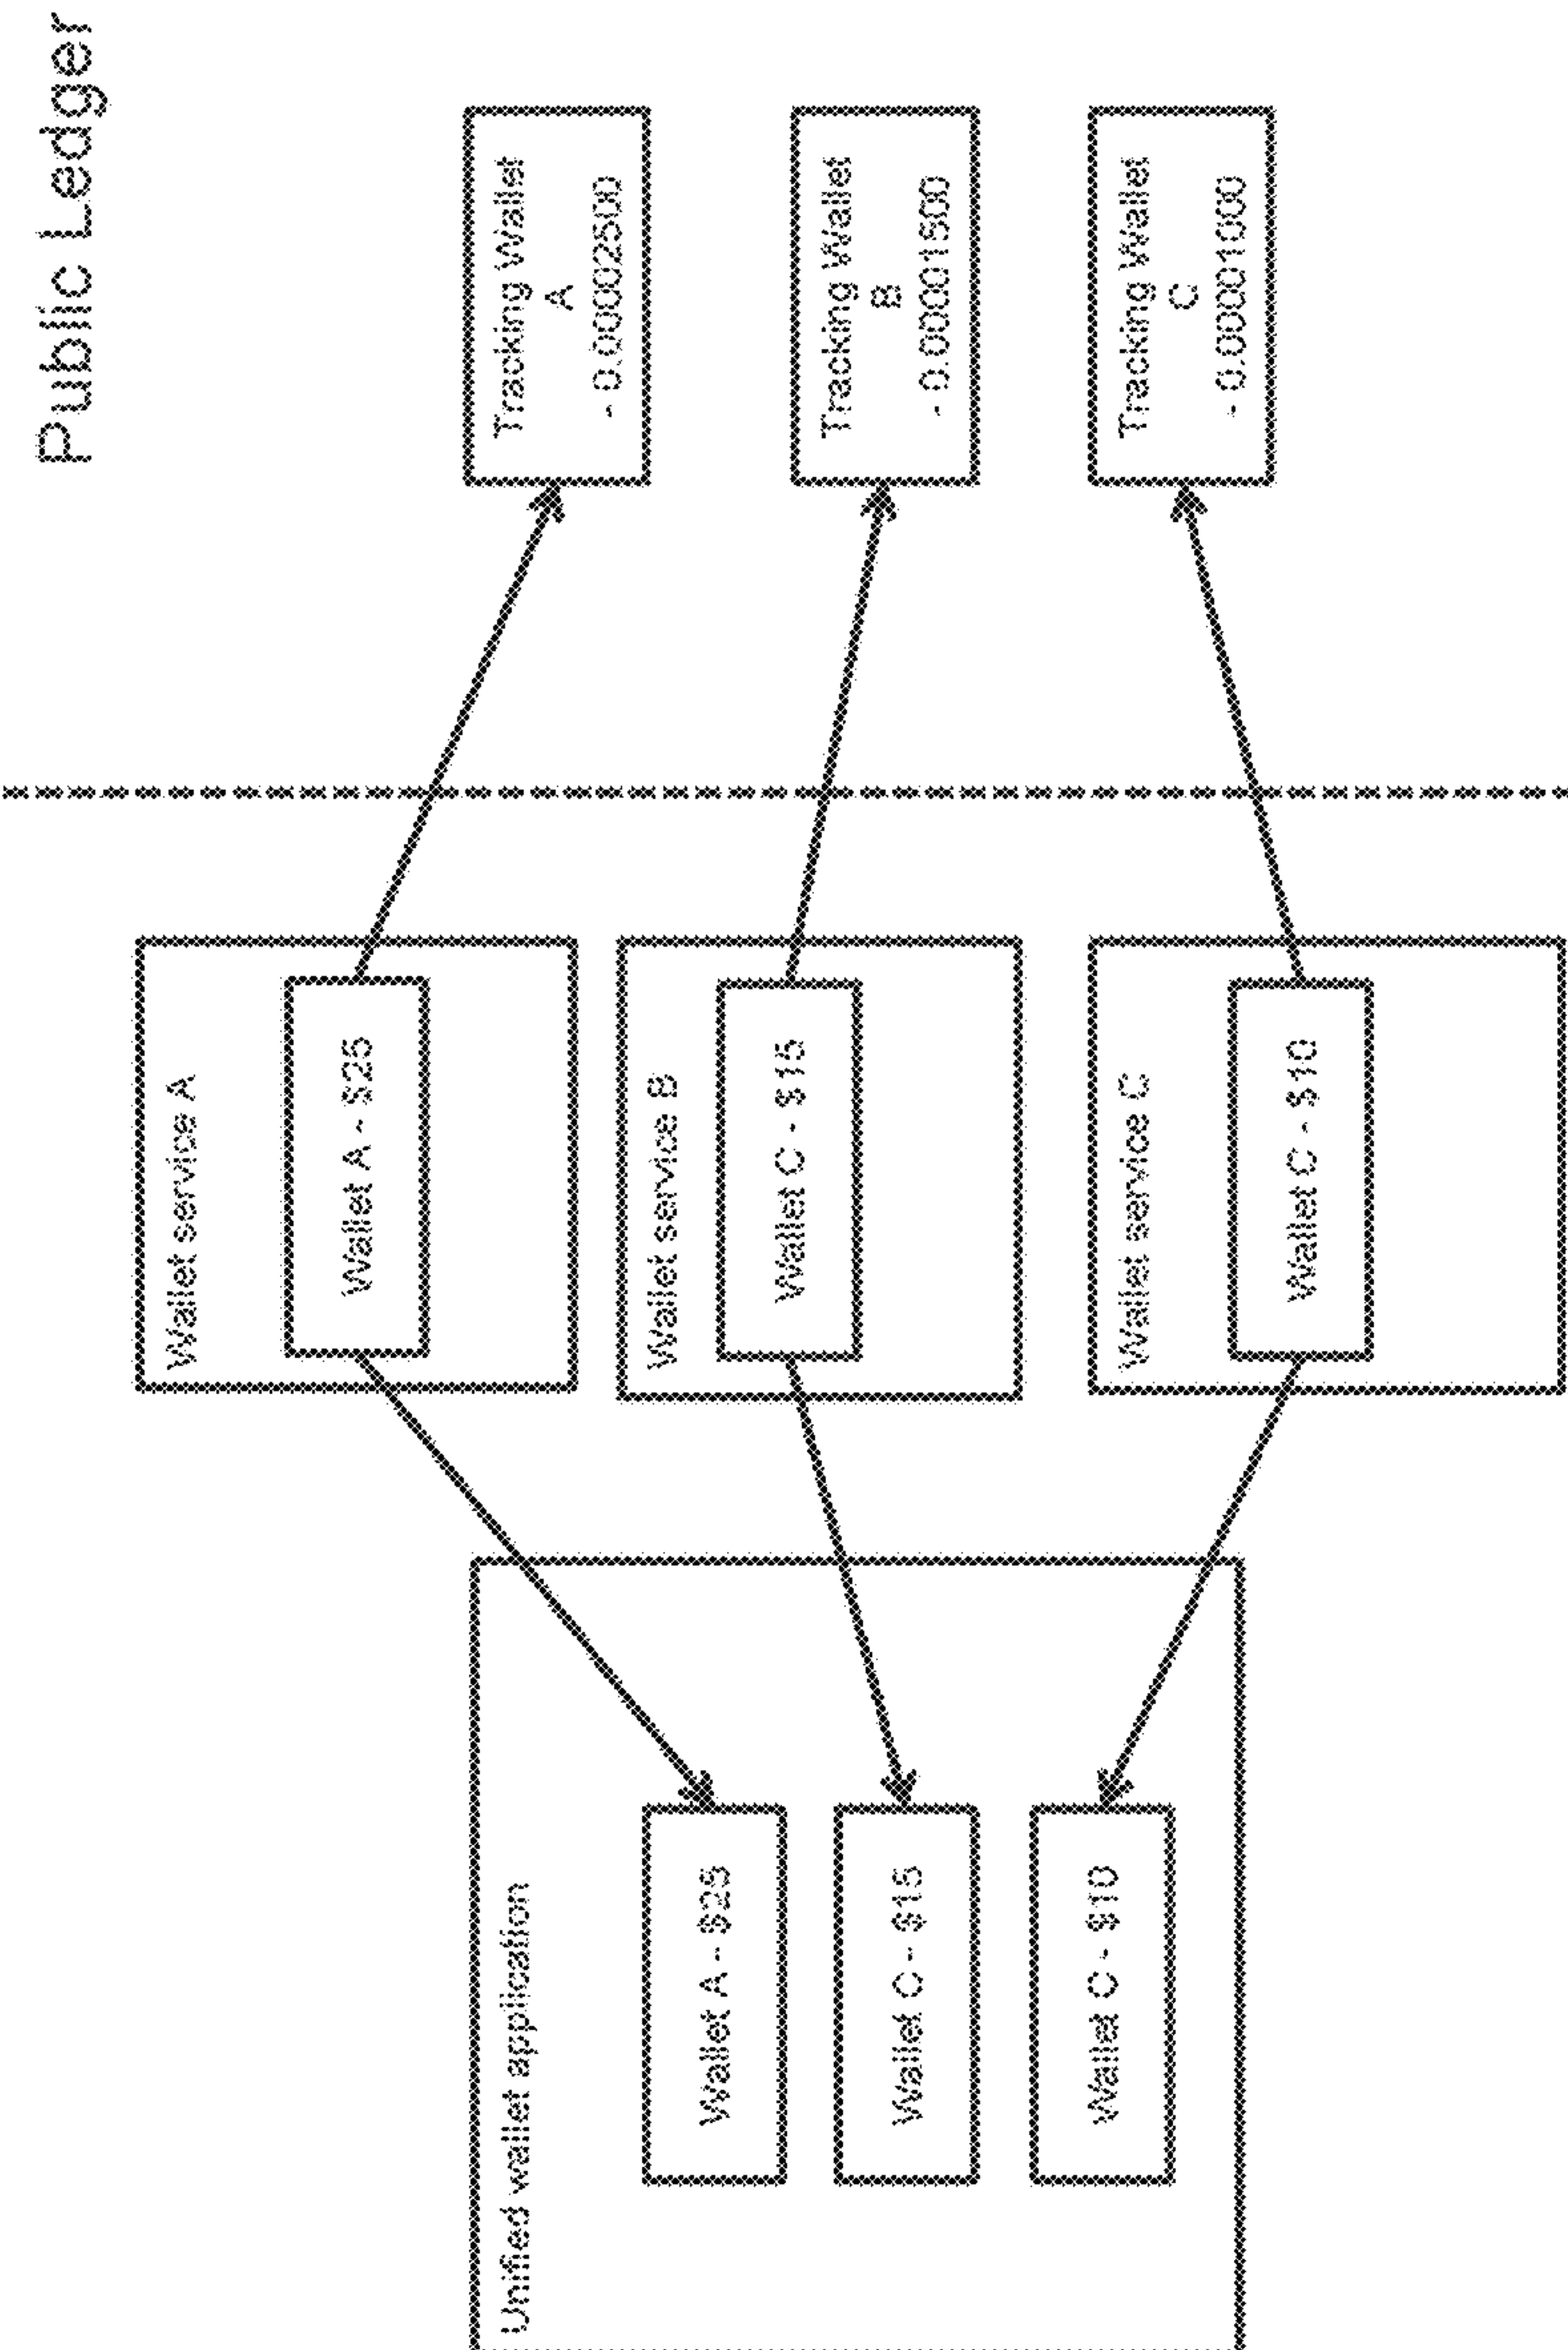 Public Ledger
Unified wallet application
Wallet A - $25
Wallet C - $15
Wallet C - $10
Wallet service A
Wallet A - $25
Wallet service B
Wallet C - $15
Wallet service C
Wallet C - $10
Tracking Wallet
A
- 0.00002500
Tracking Wallet
B
- 0.00001500
Tracking Wallet
C
- 0.00001000